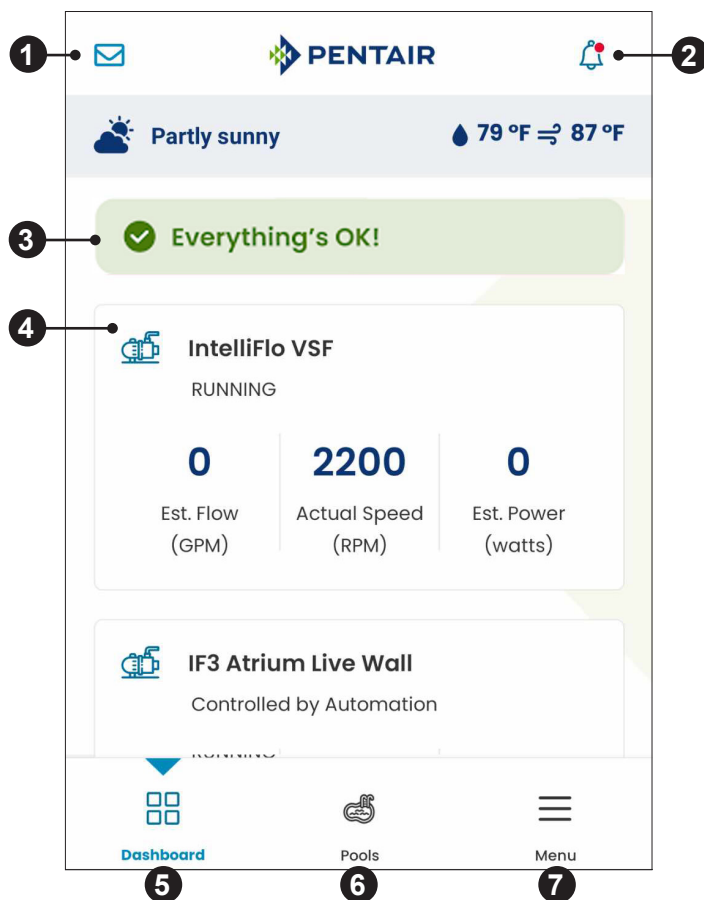 1
PENTAIR
2
Partly sunny
79 °F 87 °F
3
Everything's OK!
4
IntelliFlo VSF
RUNNING
0 2200 0
Est. Flow Actual Speed Est. Power
(GPM) (RPM) (watts)
IF3 Atrium Live Wall
Controlled by Automation
RUNNING
Dashboard Pools Menu
5 6 7